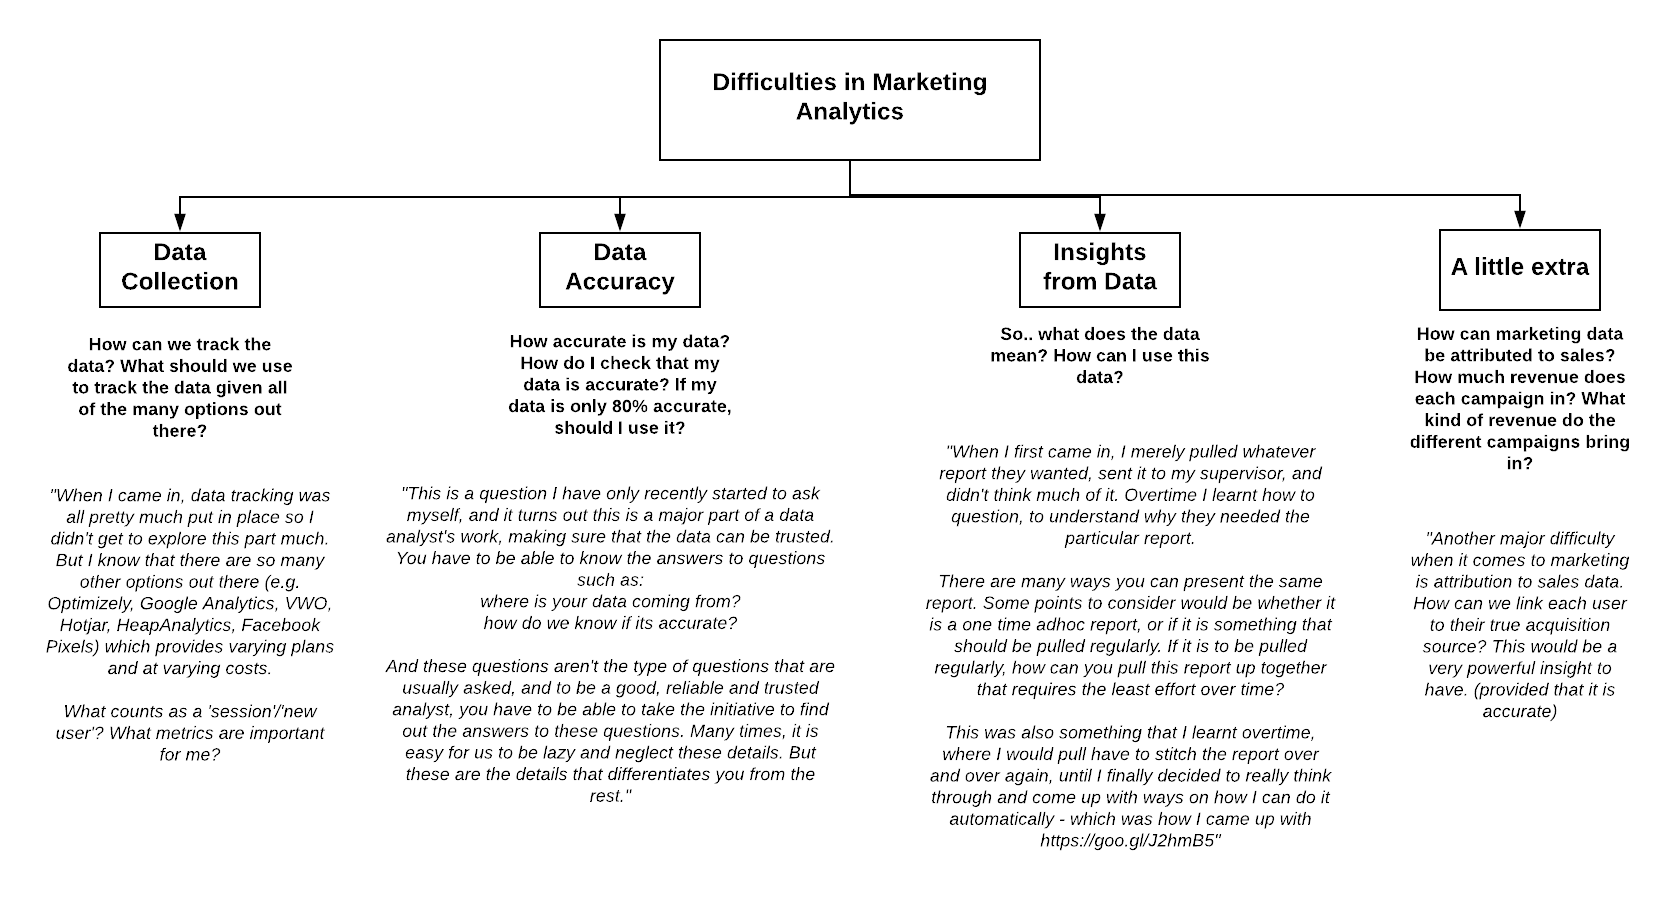 Difficulties in Marketing
Analytics
Data
Collection
How can we track the
data? What should we use
to track the data given all
of the many options out
there?
"When I came in, data tracking was
all pretty much put in place so I
didn't get to explore this part much.
But I know that there are so many
other options out there (e.g.
Optimizely, Google Analytics, VWO,
Hotjar, HeapAnalytics, Facebook
Pixels) which provides varying plans
and at varying costs.
What counts as a 'session'/'new
user'? What metrics are important
for me?
Data
Accuracy
How accurate is my data?
How do I check that my
data is accurate? If my
data is only 80% accurate,
should I use it?
"This is a question I have only recently started to ask
myself, and it turns out this is a major part of a data
analyst's work, making sure that the data can be trusted.
You have to be able to know the answers to questions
such as:
where is your data coming from?
how do we know if its accurate?
And these questions aren't the type of questions that are
usually asked, and to be a good, reliable and trusted
analyst, you have to be able to take the initiative to find
out the answers to these questions. Many times, it is
easy for us to be lazy and neglect these details. But
these are the details that differentiates you from the
rest."
Insights
from Data
So.. what does the data
mean? How can I use this
data?
"When I first came in, I merely pulled whatever
report they wanted, sent it to my supervisor, and
didn't think much of it. Overtime I learnt how to
question, to understand why they needed the
particular report.
There are many ways you can present the same
report. Some points to consider would be whether it
is a one time adhoc report, or if it is something that
should be pulled regularly. If it is to be pulled
regularly, how can you pull this report up together
that requires the least effort over time?
This was also something that I learnt overtime,
where I would pull have to stitch the report over
and over again, until I finally decided to really think
through and come up with ways on how I can do it
automatically - which was how I came up with
https://goo.gl/J2hmB5"
A little extra
How can marketing data
be attributed to sales?
How much revenue does
each campaign in? What
kind of revenue do the
different campaigns bring
in?
"Another major difficulty
when it comes to marketing
is attribution to sales data.
How can we link each user
to their true acquisition
source? This would be a
very powerful insight to
have. (provided that it is
accurate)